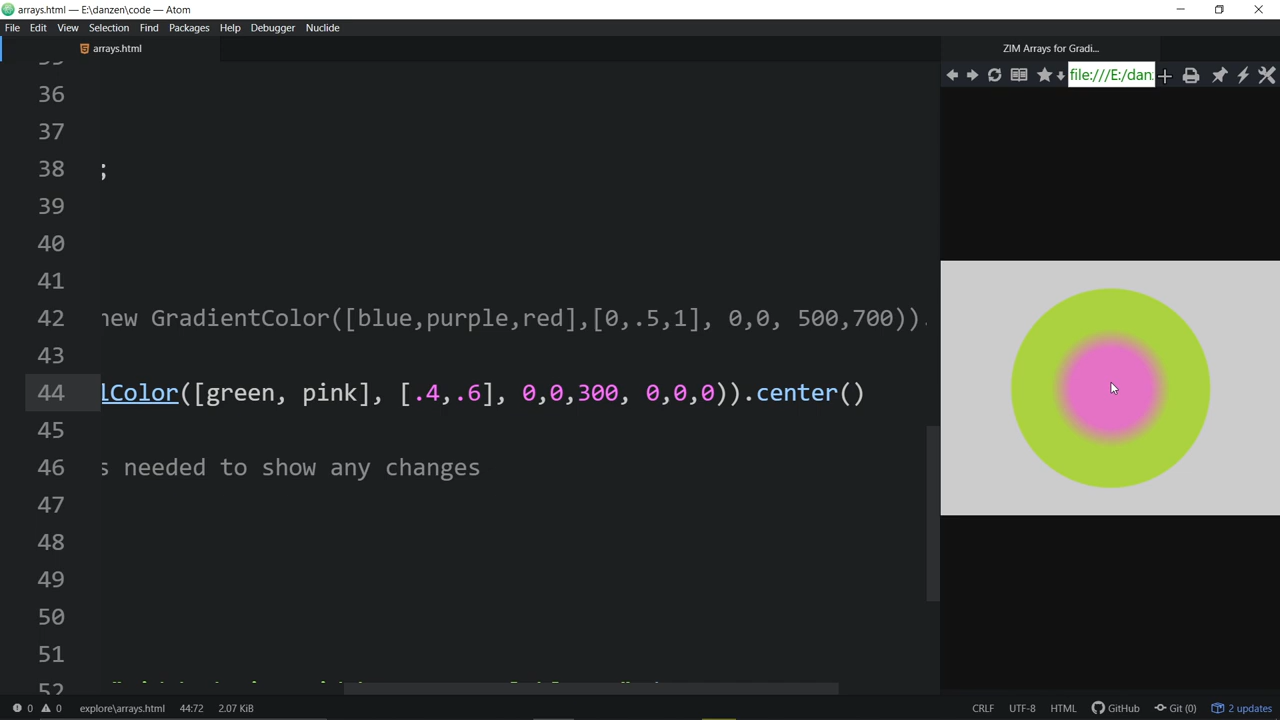 arrays.html — E:\danzen\code — Atom
File Edit View Selection Find Packages Help Debugger Nuclide
arrays.html
ZIM Arrays for Gradi...
file:///E:/dan
36
37
38 ;
39
40
41
42 new GradientColor([blue,purple,red],[0,.5,1], 0,0, 500,700)).
43
44 lColor([green, pink], [.4,.6], 0,0,300, 0,0,0)).center()
45
46 s needed to show any changes
47
48
49
50
51
52
0 0 explore\arrays.html 44:72 2.07 KiB
CRLF UTF-8 HTML GitHub Git (0) 2 updates